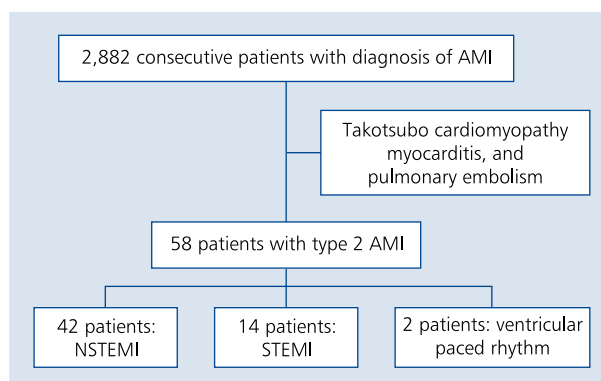 2,882 consecutive patients with diagnosis of AMI
Takotsubo cardiomyopathy
myocarditis, and
pulmonary embolism
58 patients with type 2 AMI
42 patients:
NSTEMI
14 patients:
STEMI
2 patients: ventricular
paced rhythm